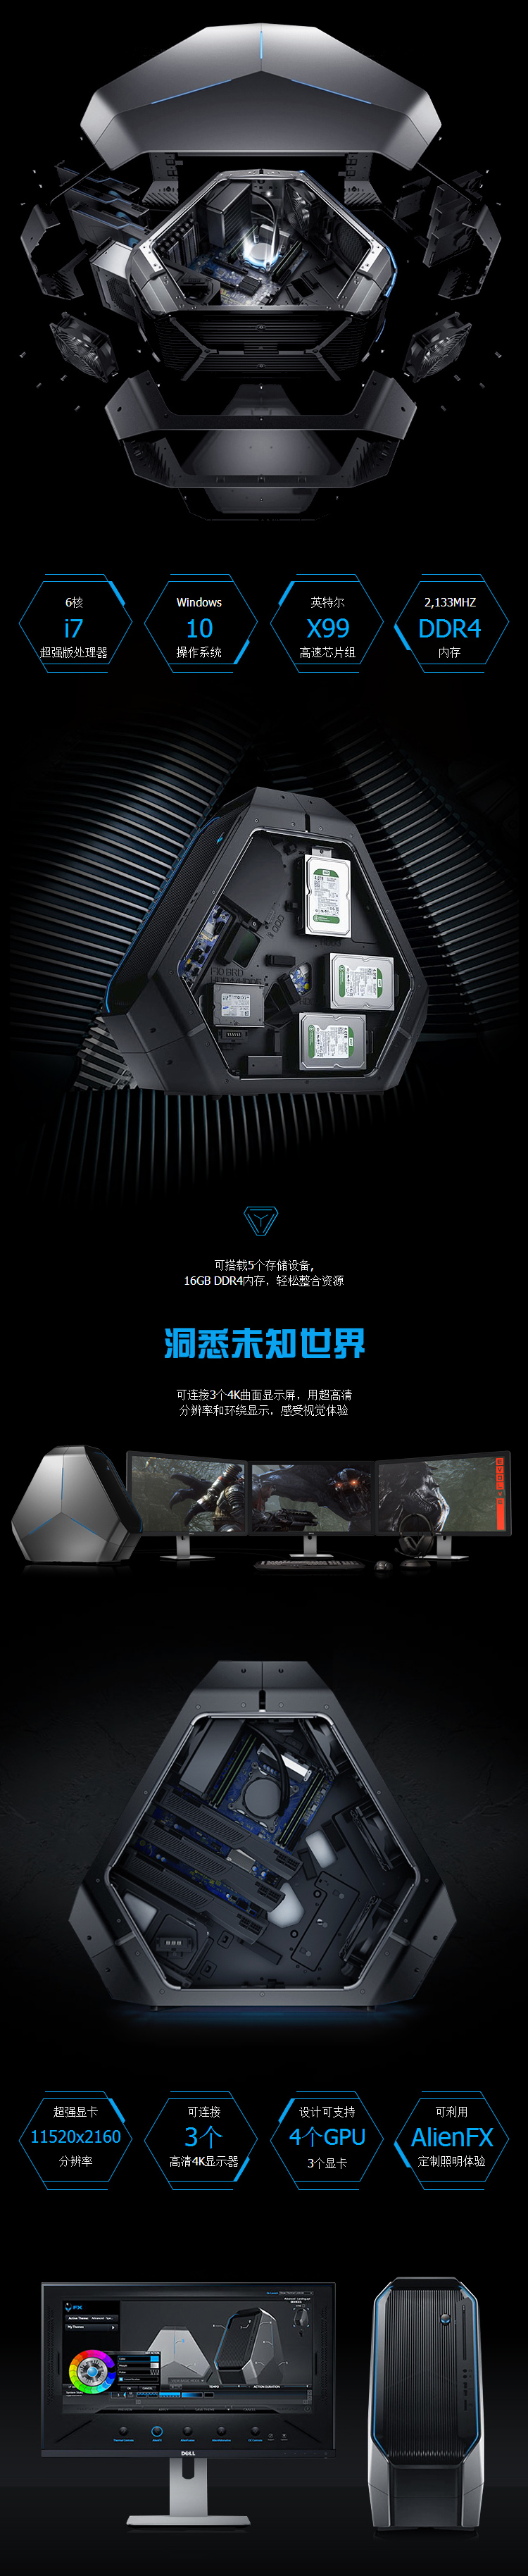 6核
i7
超强版处理器
Windows
10
操作系统
英特尔
X99
高速芯片组
2,133MHZ
DDR4
内存
可搭载5个存储设备,
16GB DDR4内存，轻松整合资源
洞悉未知世界
可连接3个4K曲面显示屏，用超高清
分辨率和环绕显示，感受视觉体验
超强显卡
11520x2160
分辨率
可连接
3个
高清4K显示器
设计可支持
4个GPU
3个显卡
可利用
AlienFX
定制照明体验
FX
DELL